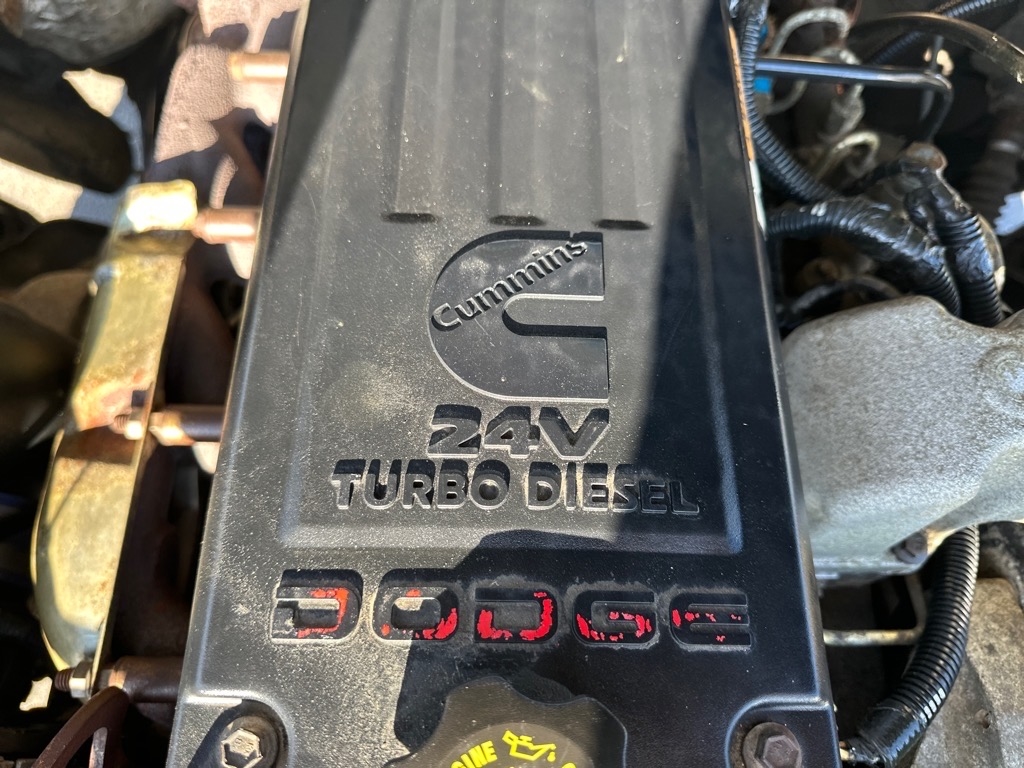 Cummins
24V
TURBO DIESEL
DODGE